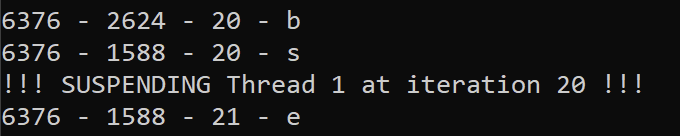 6376 - 2624 - 20 - b
6376 - 1588 - 20 - s
!!! SUSPENDING Thread 1 at iteration 20 !!!
6376 - 1588 - 21 - e